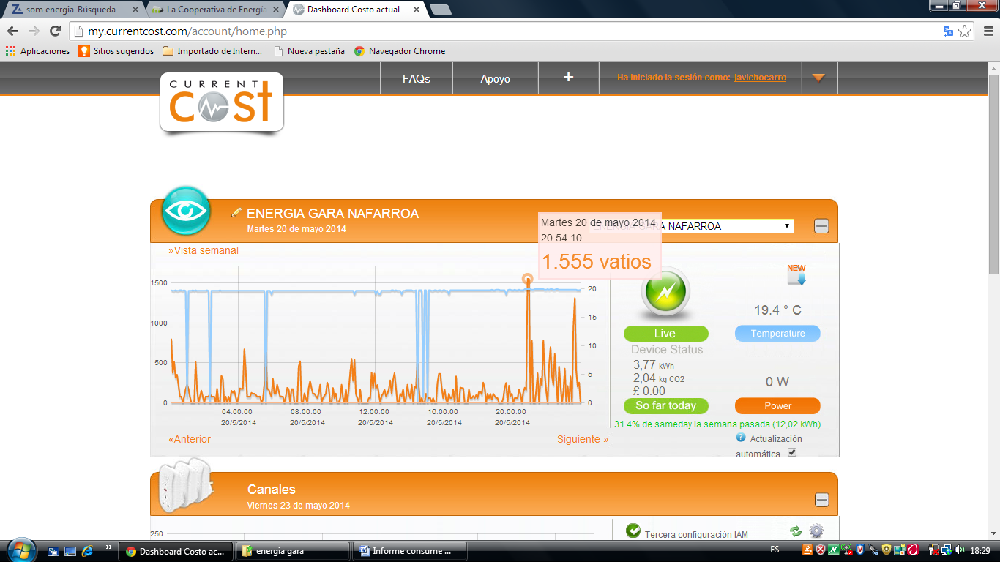 som energia-Búsqueda
La Cooperativa de Energía
Dashboard Costo actual
my.currentcost.com/account/home.php
Aplicaciones
Sitios sugeridos
Importado de Intern...
Nueva pestaña
Navegador Chrome
CURRENT
cost
FAQs
Apoyo
+
Ha iniciado la sesión como: javichocarro
ENERGIA GARA NAFARROA
Martes 20 de mayo 2014
Martes 20 de mayo 2014
20:54:10
1.555 vatios
ENERGIA GARA NAFARROA
»Vista semanal
1500
1000
500
0
20
15
10
5
0
04:00:00
20/5/2014
08:00:00
20/5/2014
12:00:00
20/5/2014
16:00:00
20/5/2014
20:00:00
20/5/2014
«Anterior
Siguiente »
Live
Device Status
3,77 kWh
2,04 kg CO2
£ 0.00
So far today
NEW
19.4 ° C
Temperature
0 W
Power
31.4% de sameday la semana pasada (12,02 kWh)
Actualización
automática
Canales
Viernes 23 de mayo 2014
250
Tercera configuración IAM
Dashboard Costo ac...
energia gara
Informe consume ...
ES
18:29